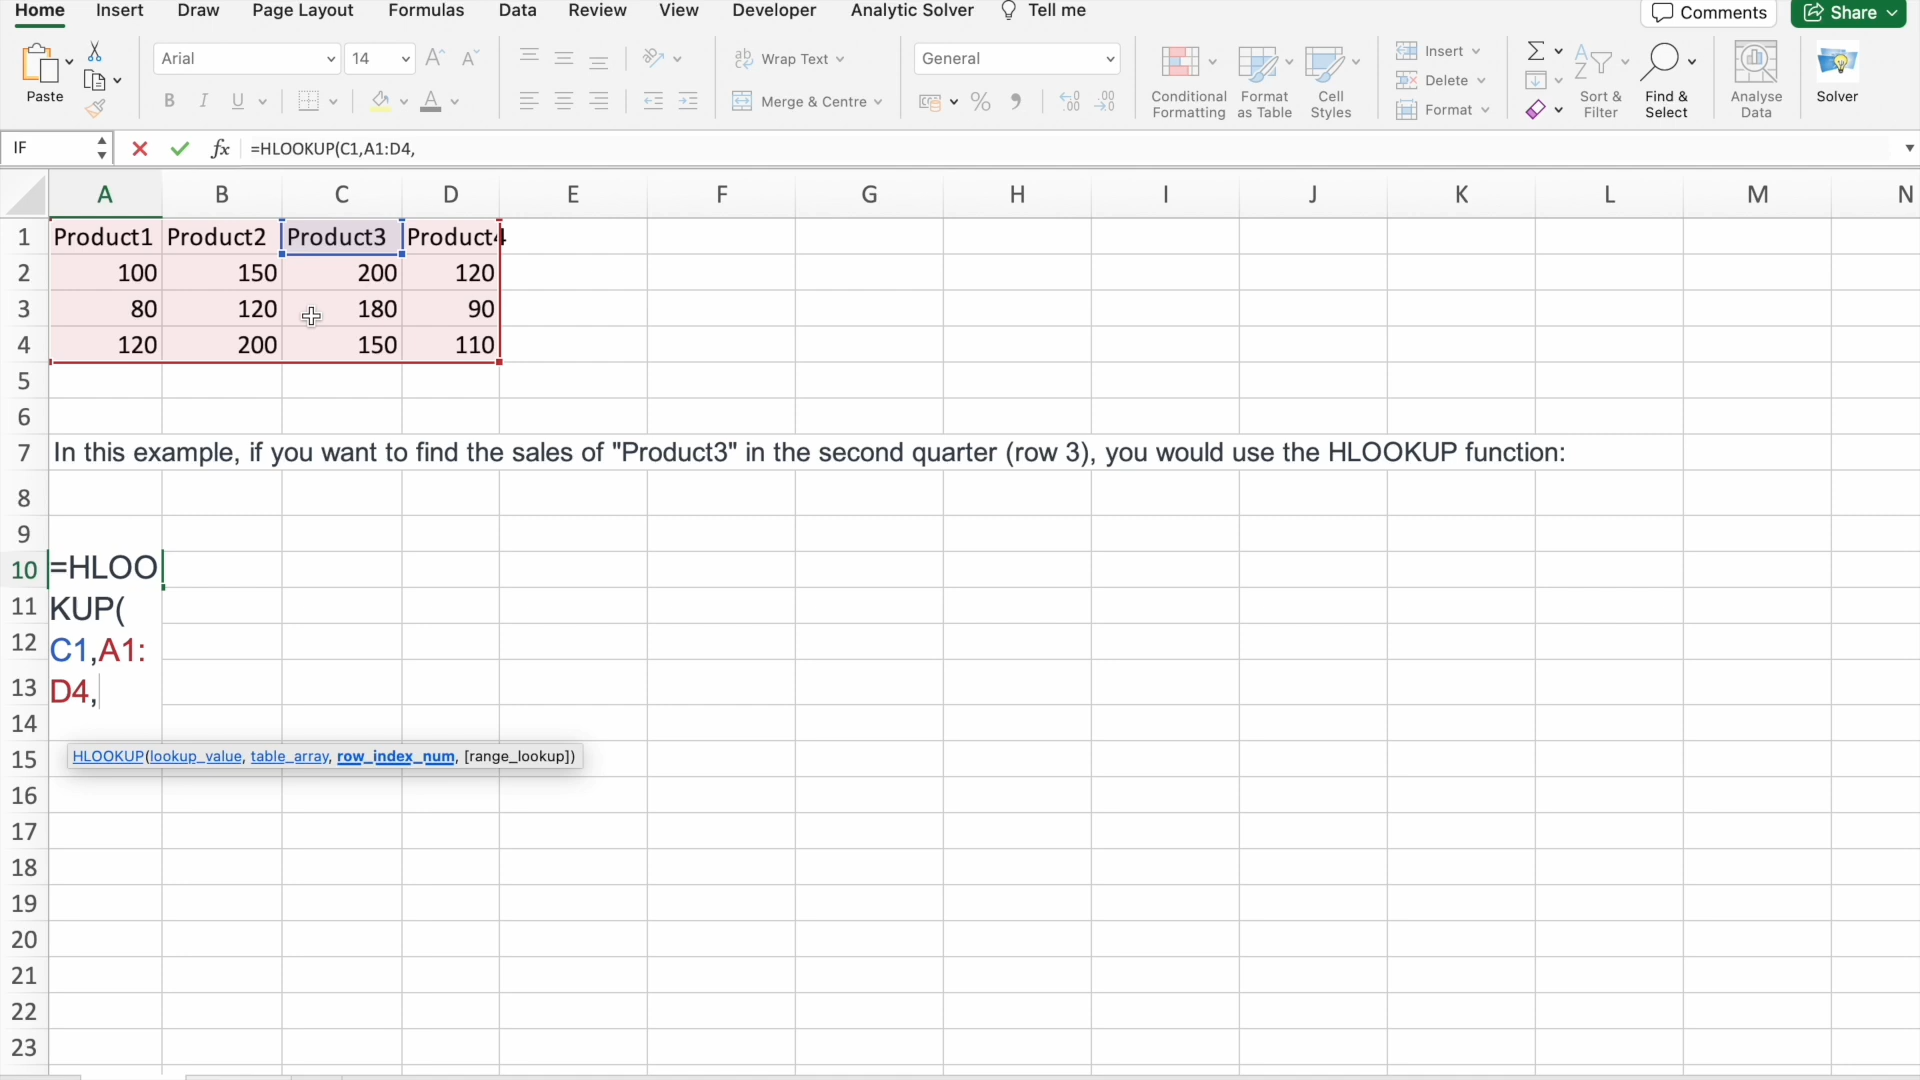 Home Insert Draw Page Layout Formulas Data Review View Developer Analytic Solver Tell me Comments Share
Paste
Arial 14
B I U A
ab Wrap Text
Merge & Centre
General
%
Conditional Formatting
Format as Table
Cell Styles
Insert
Delete
Format
Sort & Filter
Find & Select
Analyse Data
Solver
IF fx =HLOOKUP(C1,A1:D4,
A B C D E F G H I J K L M N
1 Product1 Product2 Product3 Product4
2 100 150 200 120
3 80 120 180 90
4 120 200 150 110
5
6
7 In this example, if you want to find the sales of "Product3" in the second quarter (row 3), you would use the HLOOKUP function:
8
9
10 =HLOO
11 KUP(
12 C1,A1:
13 D4,
14
15 HLOOKUP(lookup_value, table_array, row_index_num, [range_lookup])
16
17
18
19
20
21
22
23